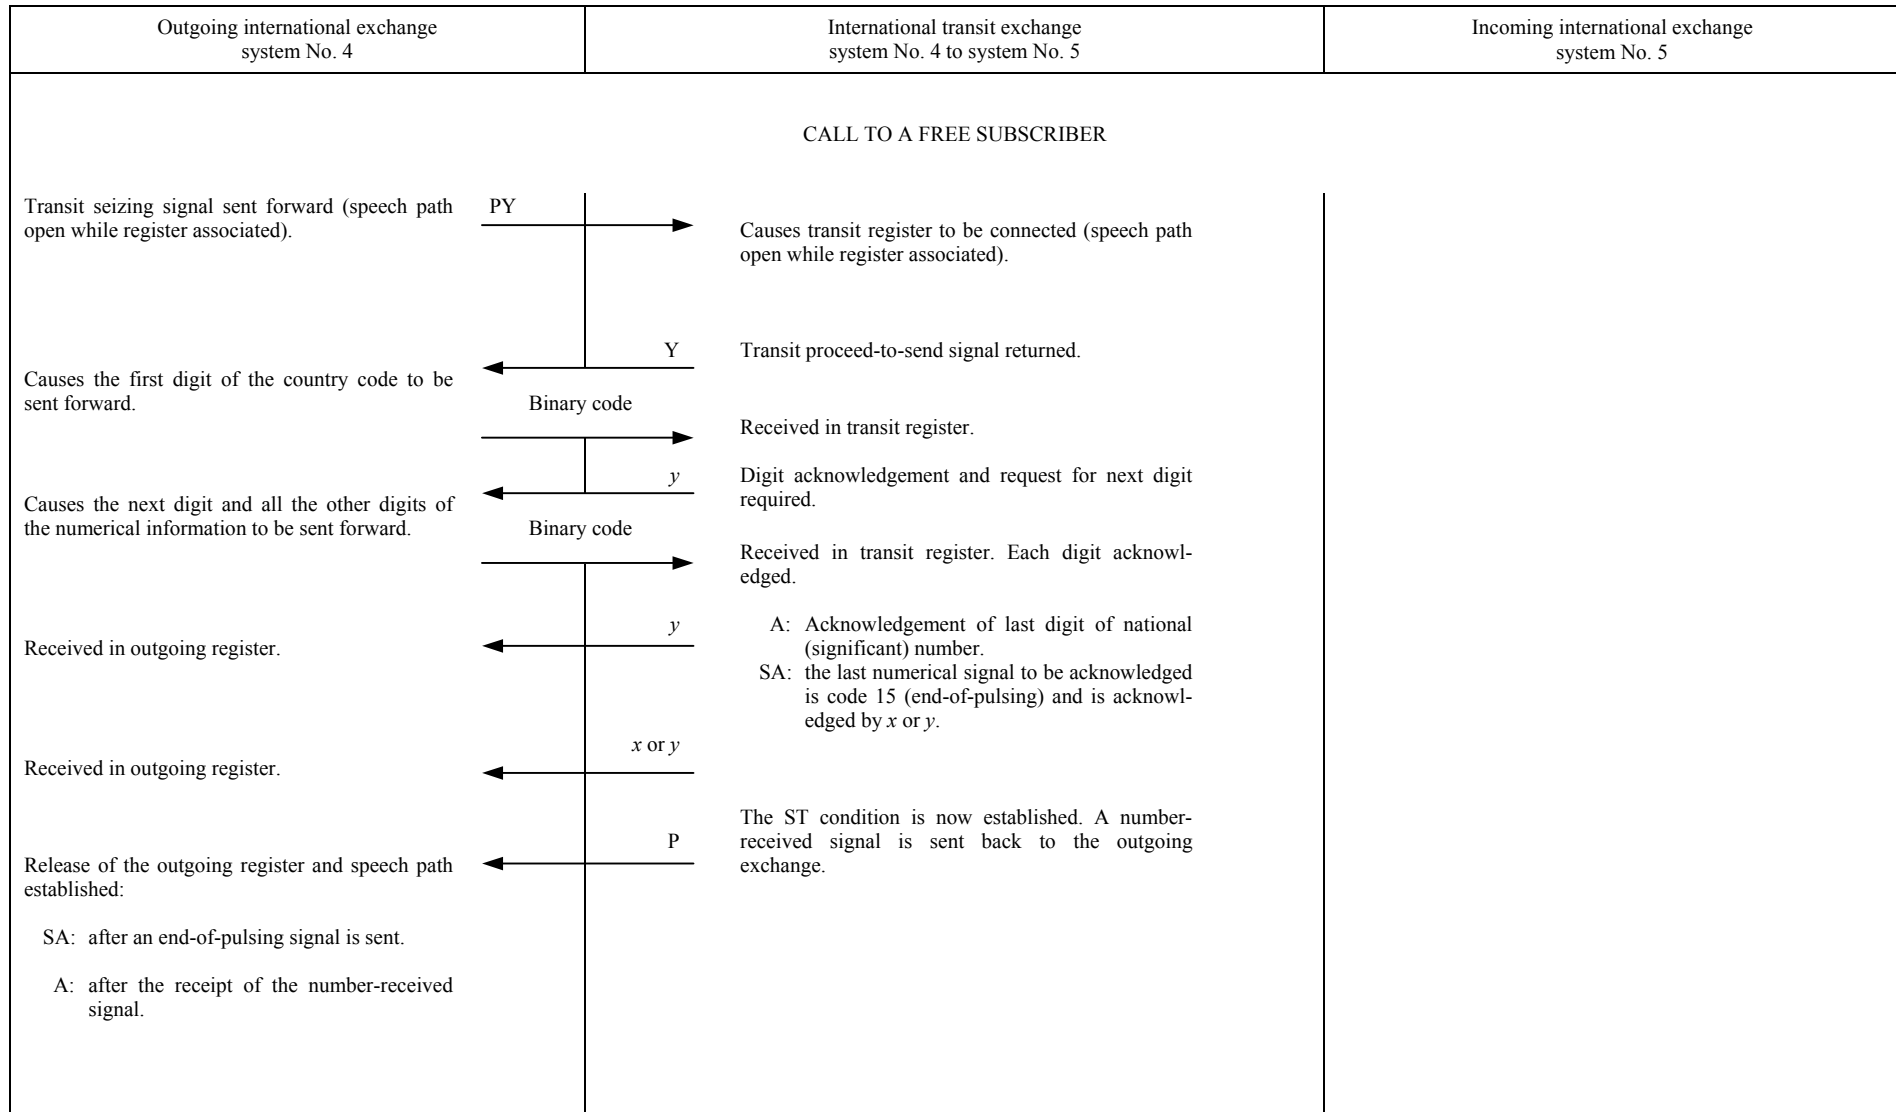 Outgoing international exchange
system No. 4
International transit exchange
system No. 4 to system No. 5
Incoming international exchange
system No. 5
CALL TO A FREE SUBSCRIBER
Transit seizing signal sent forward (speech path
open while register associated).
PY
Causes transit register to be connected (speech path
open while register associated).
Y
Transit proceed-to-send signal returned.
Causes the first digit of the country code to be
sent forward.
Binary code
Received in transit register.
y
Digit acknowledgement and request for next digit
required.
Causes the next digit and all the other digits of
the numerical information to be sent forward.
Binary code
Received in transit register. Each digit acknowl-
edged.
y
A: Acknowledgement of last digit of national
(significant) number.
Received in outgoing register.
SA: the last numerical signal to be acknowledged
is code 15 (end-of-pulsing) and is acknowl-
edged by x or y.
x or y
Received in outgoing register.
The ST condition is now established. A number-
received signal is sent back to the outgoing
exchange.
P
Release of the outgoing register and speech path
established:
SA: after an end-of-pulsing signal is sent.
A: after the receipt of the number-received
signal.